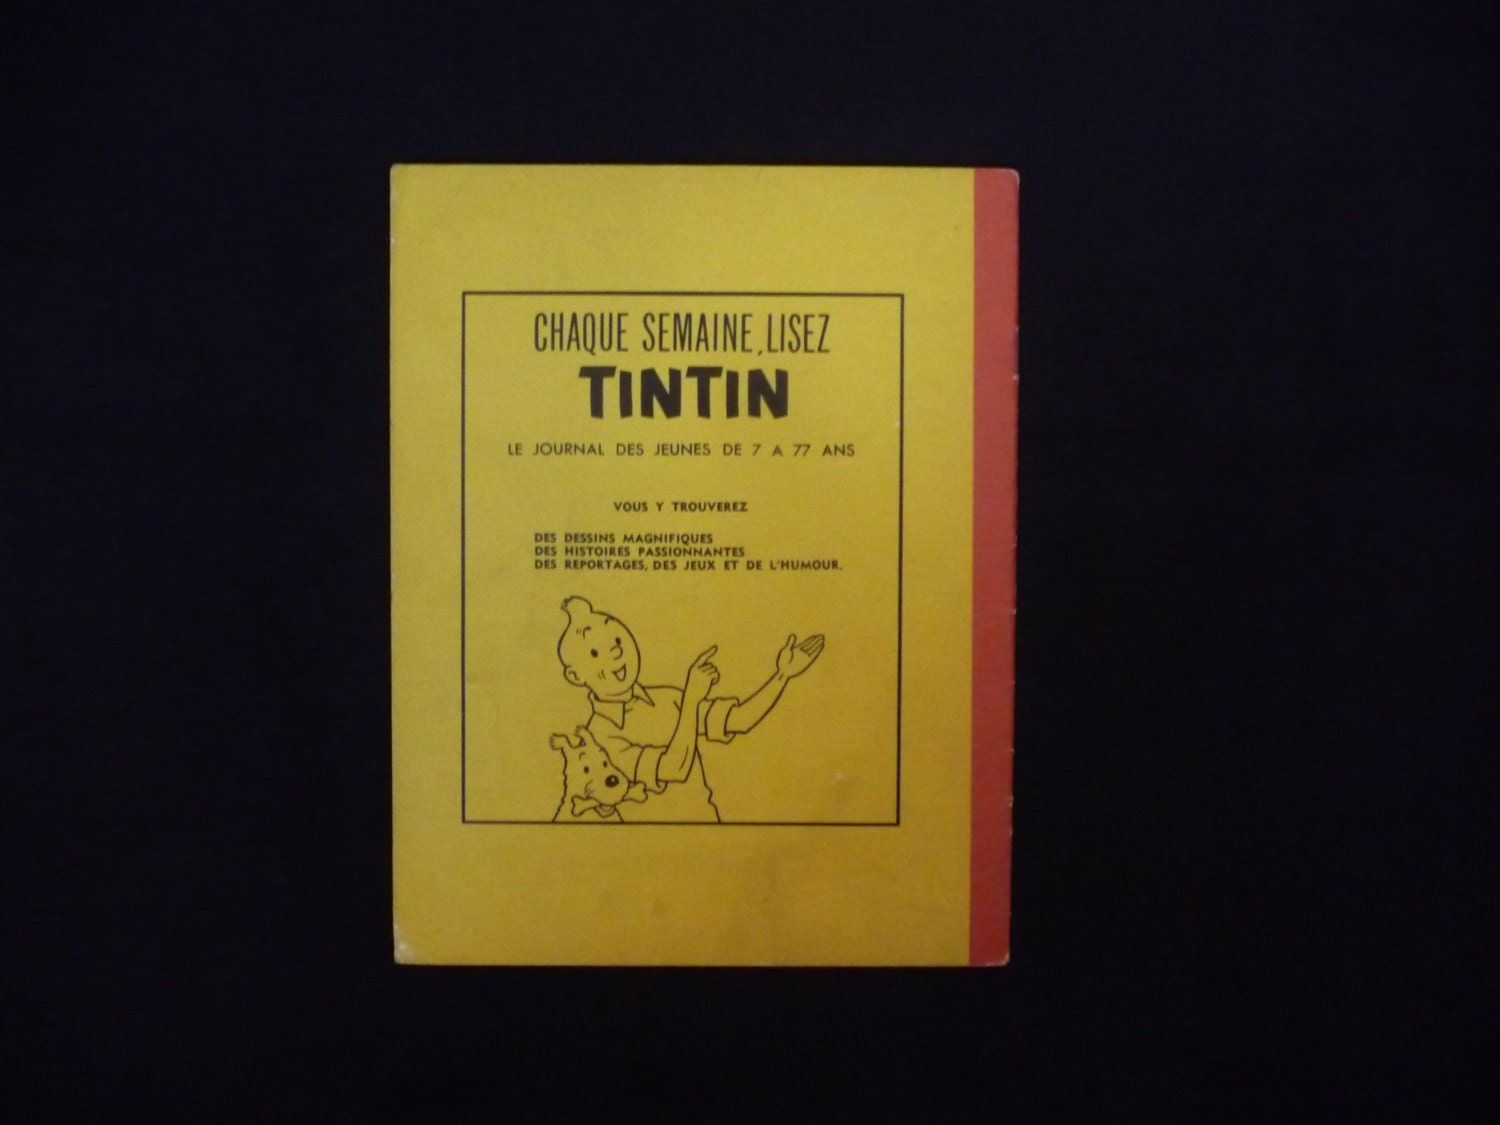 CHAQUE SEMAINE, LISEZ
TINTIN
LE JOURNAL DES JEUNES DE 7 A 77 ANS
VOUS Y TROUVEREZ
DES DESSINS MAGNIFIQUES
DES HISTOIRES PASSIONNANTES
DES REPORTAGES, DES JEUX ET DE L'HUMOUR.